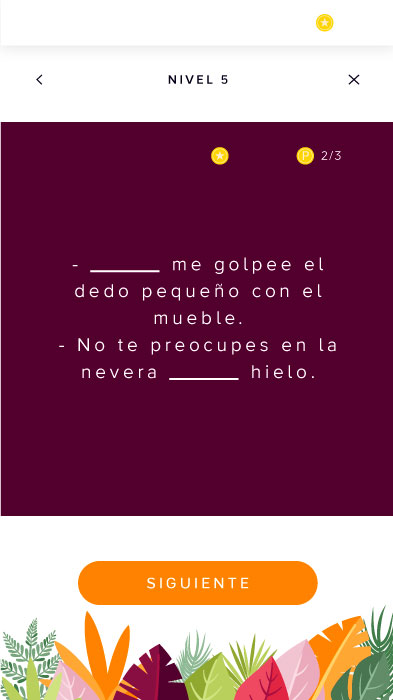 NIVEL 5
P 2/3
- ______ me golpee el
dedo pequeño con el
mueble.
- No te preocupes en la
nevera ______ hielo.
SIGUIENTE